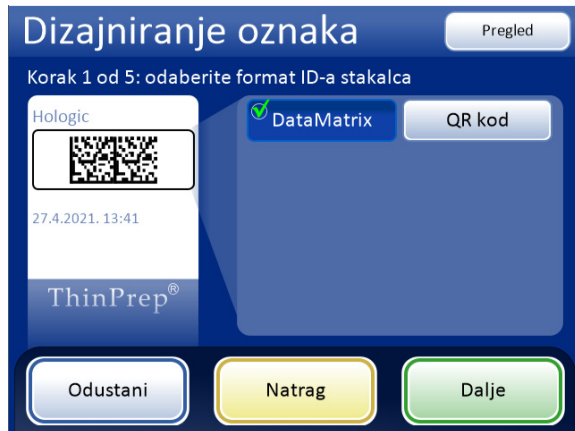 Dizajniranje oznaka
Pregled
Korak 1 od 5: odaberite format ID-a stakalca
Hologic
27.4.2021. 13:41
ThinPrep®
DataMatrix
QR kod
Odustani
Natrag
Dalje